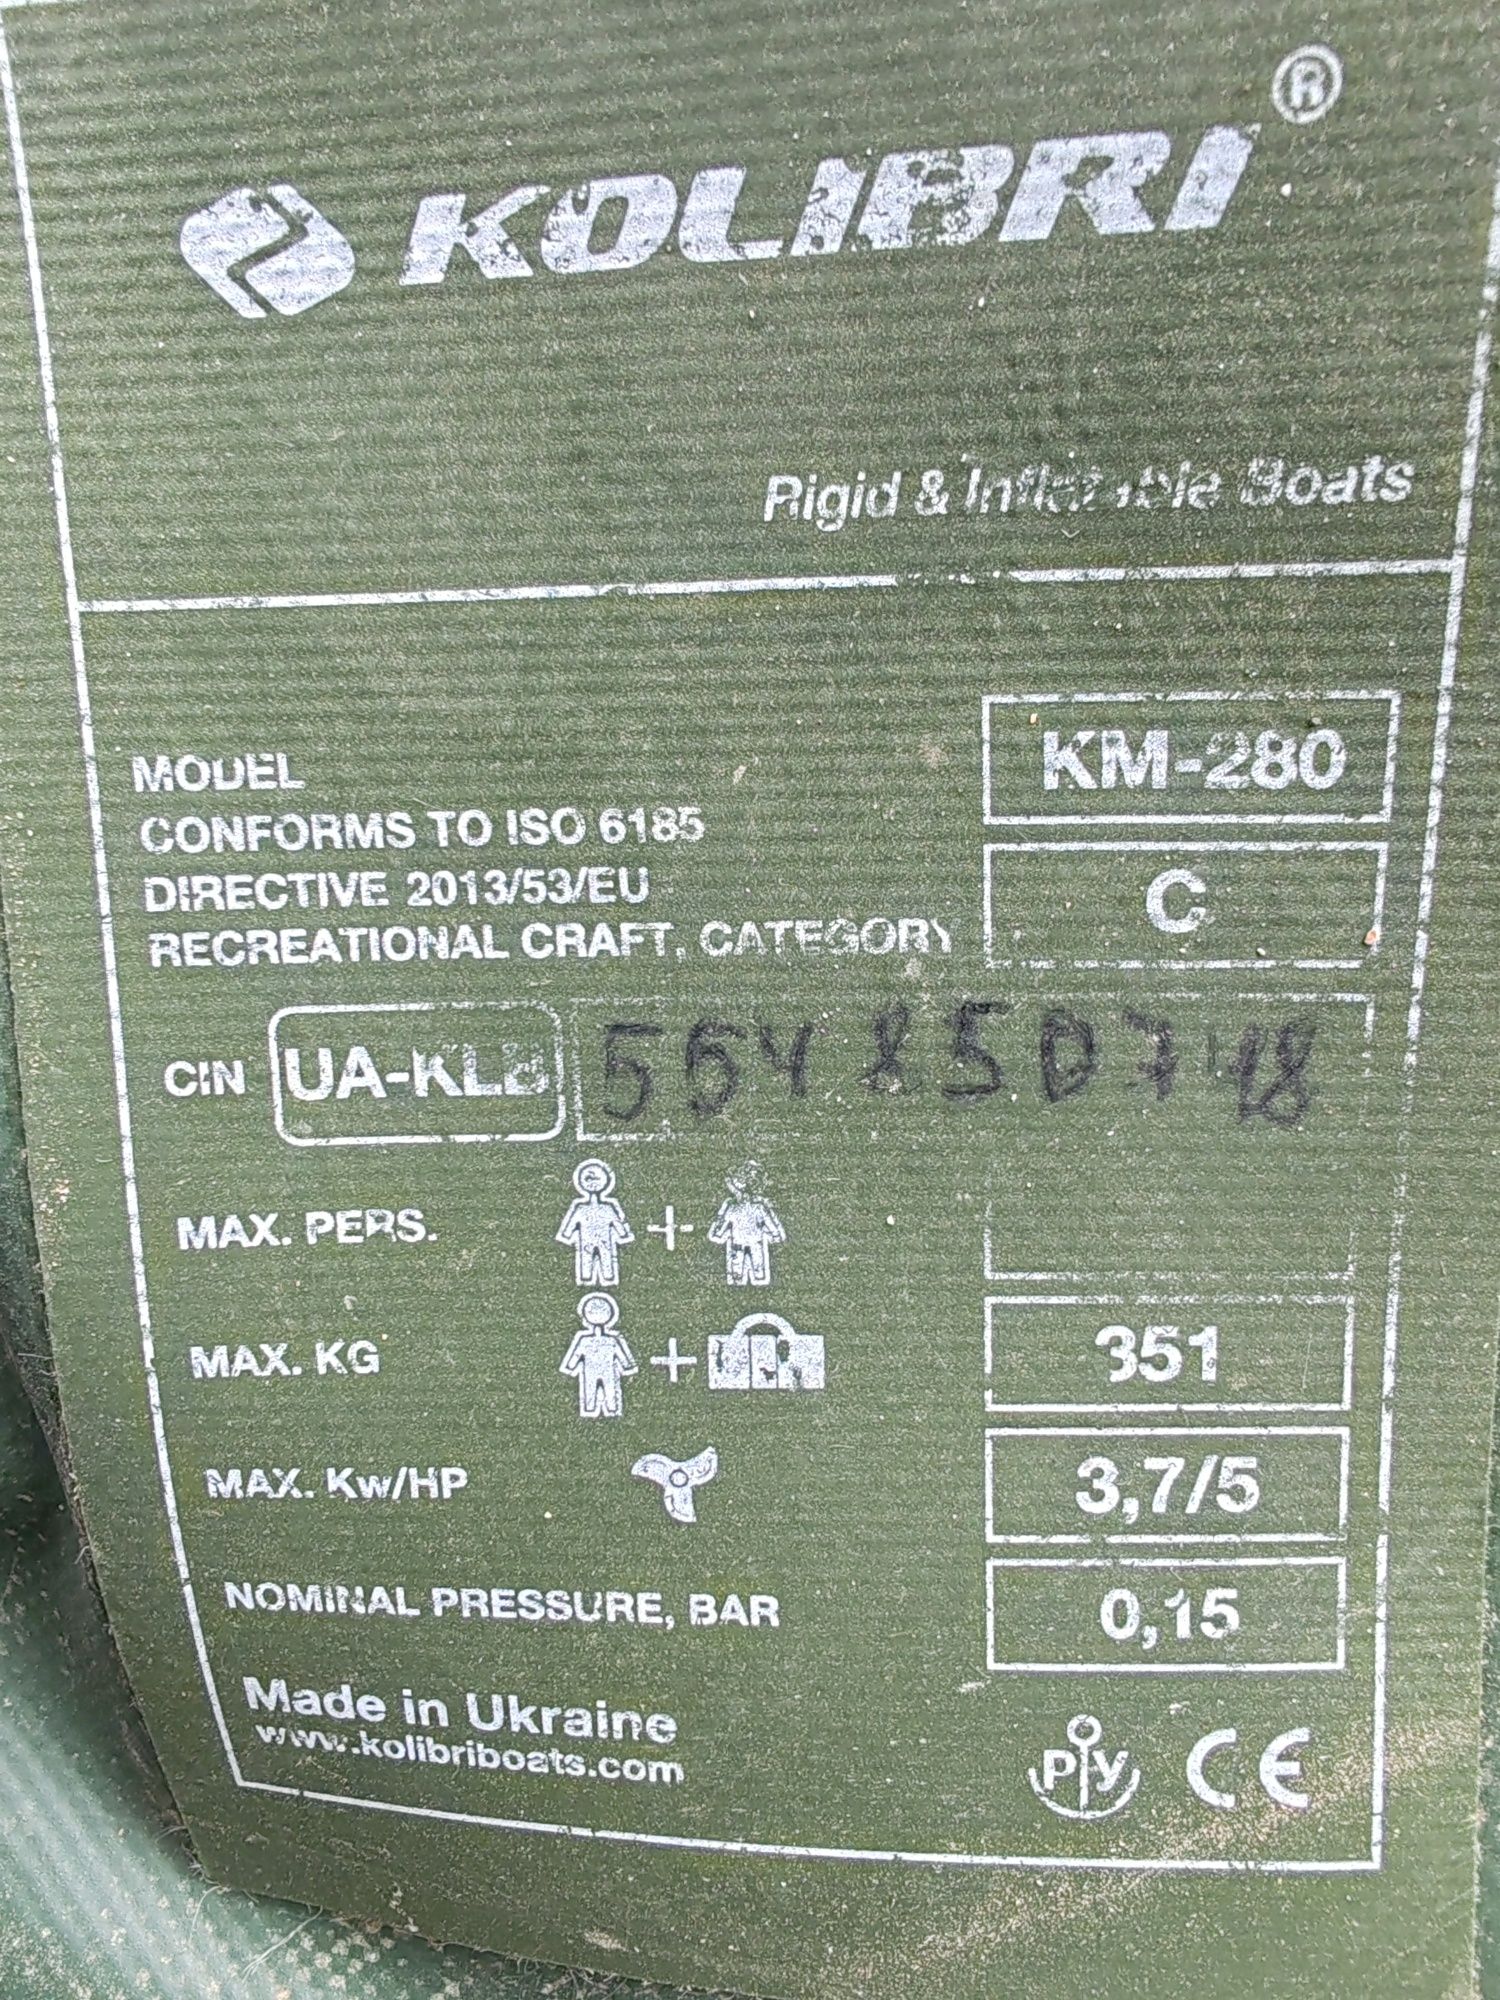 KOLIBRI®
Rigid & Inflatable Boats
MODEL KM-280
CONFORMS TO ISO 6185
DIRECTIVE 2013/53/EU
RECREATIONAL CRAFT, CATEGORY C
CIN UA-KLB
MAX. PERS. +
MAX. KG + 351
MAX. Kw/HP 3,7/5
NOMINAL PRESSURE, BAR 0,15
Made in Ukraine
www.kolibriboats.com
РУ CE